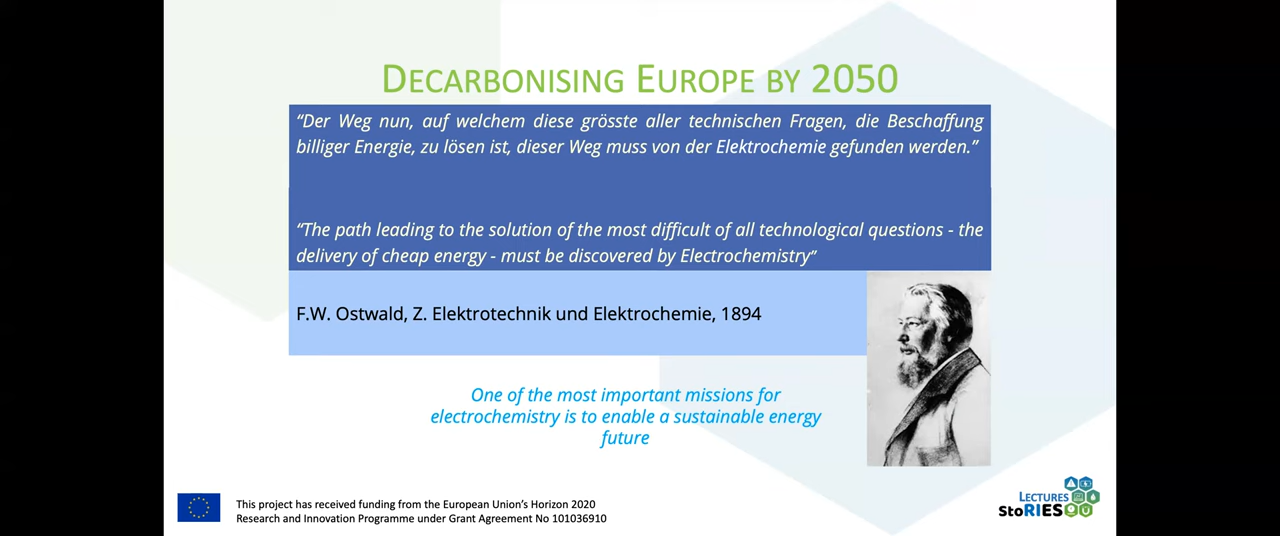 DECARBONISING EUROPE BY 2050
“Der Weg nun, auf welchem diese grösste aller technischen Fragen, die Beschaffung
billiger Energie, zu lösen ist, dieser Weg muss von der Elektrochemie gefunden werden.”
“The path leading to the solution of the most difficult of all technological questions - the
delivery of cheap energy - must be discovered by Electrochemistry”
F.W. Ostwald, Z. Elektrotechnik und Elektrochemie, 1894
One of the most important missions for
electrochemistry is to enable a sustainable energy
future
This project has received funding from the European Union’s Horizon 2020
Research and Innovation Programme under Grant Agreement No 101036910
LECTURES
StoRIES